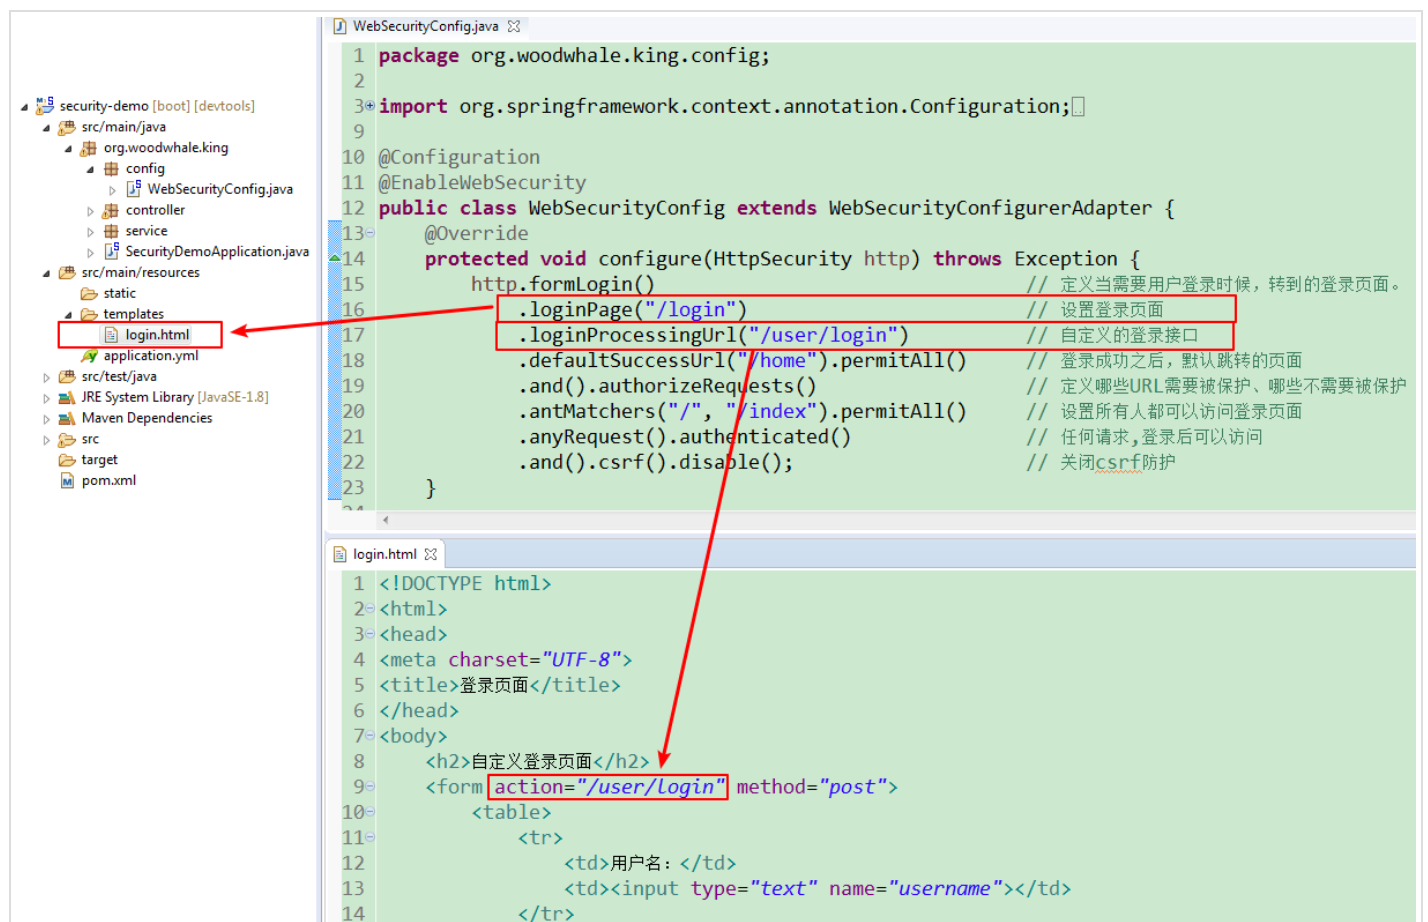 security-demo [boot] [devtools]
src/main/java
org.woodwhale.king
config
WebSecurityConfig.java
controller
service
SecurityDemoApplication.java
src/main/resources
static
templates
login.html
application.yml
src/test/java
JRE System Library [JavaSE-1.8]
Maven Dependencies
src
target
pom.xml
WebSecurityConfig.java
1 package org.woodwhale.king.config;
2
3 import org.springframework.context.annotation.Configuration;
9
10 @Configuration
11 @EnableWebSecurity
12 public class WebSecurityConfig extends WebSecurityConfigurerAdapter {
13 @Override
14 protected void configure(HttpSecurity http) throws Exception {
15 http.formLogin() // 定义当需要用户登录时候，转到的登录页面。
16 .loginPage("/login") // 设置登录页面
17 .loginProcessingUrl("/user/login") // 自定义的登录接口
18 .defaultSuccessUrl("/home").permitAll() // 登录成功之后，默认跳转的页面
19 .and().authorizeRequests() // 定义哪些URL需要被保护、哪些不需要被保护
20 .antMatchers("/", "/index").permitAll() // 设置所有人都可以访问登录页面
21 .anyRequest().authenticated() // 任何请求,登录后可以访问
22 .and().csrf().disable(); // 关闭csrf防护
23 }
24
login.html
1 <!DOCTYPE html>
2 <html>
3 <head>
4 <meta charset="UTF-8">
5 <title>登录页面</title>
6 </head>
7 <body>
8 <h2>自定义登录页面</h2>
9 <form action="/user/login" method="post">
10 <table>
11 <tr>
12 <td>用户名：</td>
13 <td><input type="text" name="username"></td>
14 </tr>